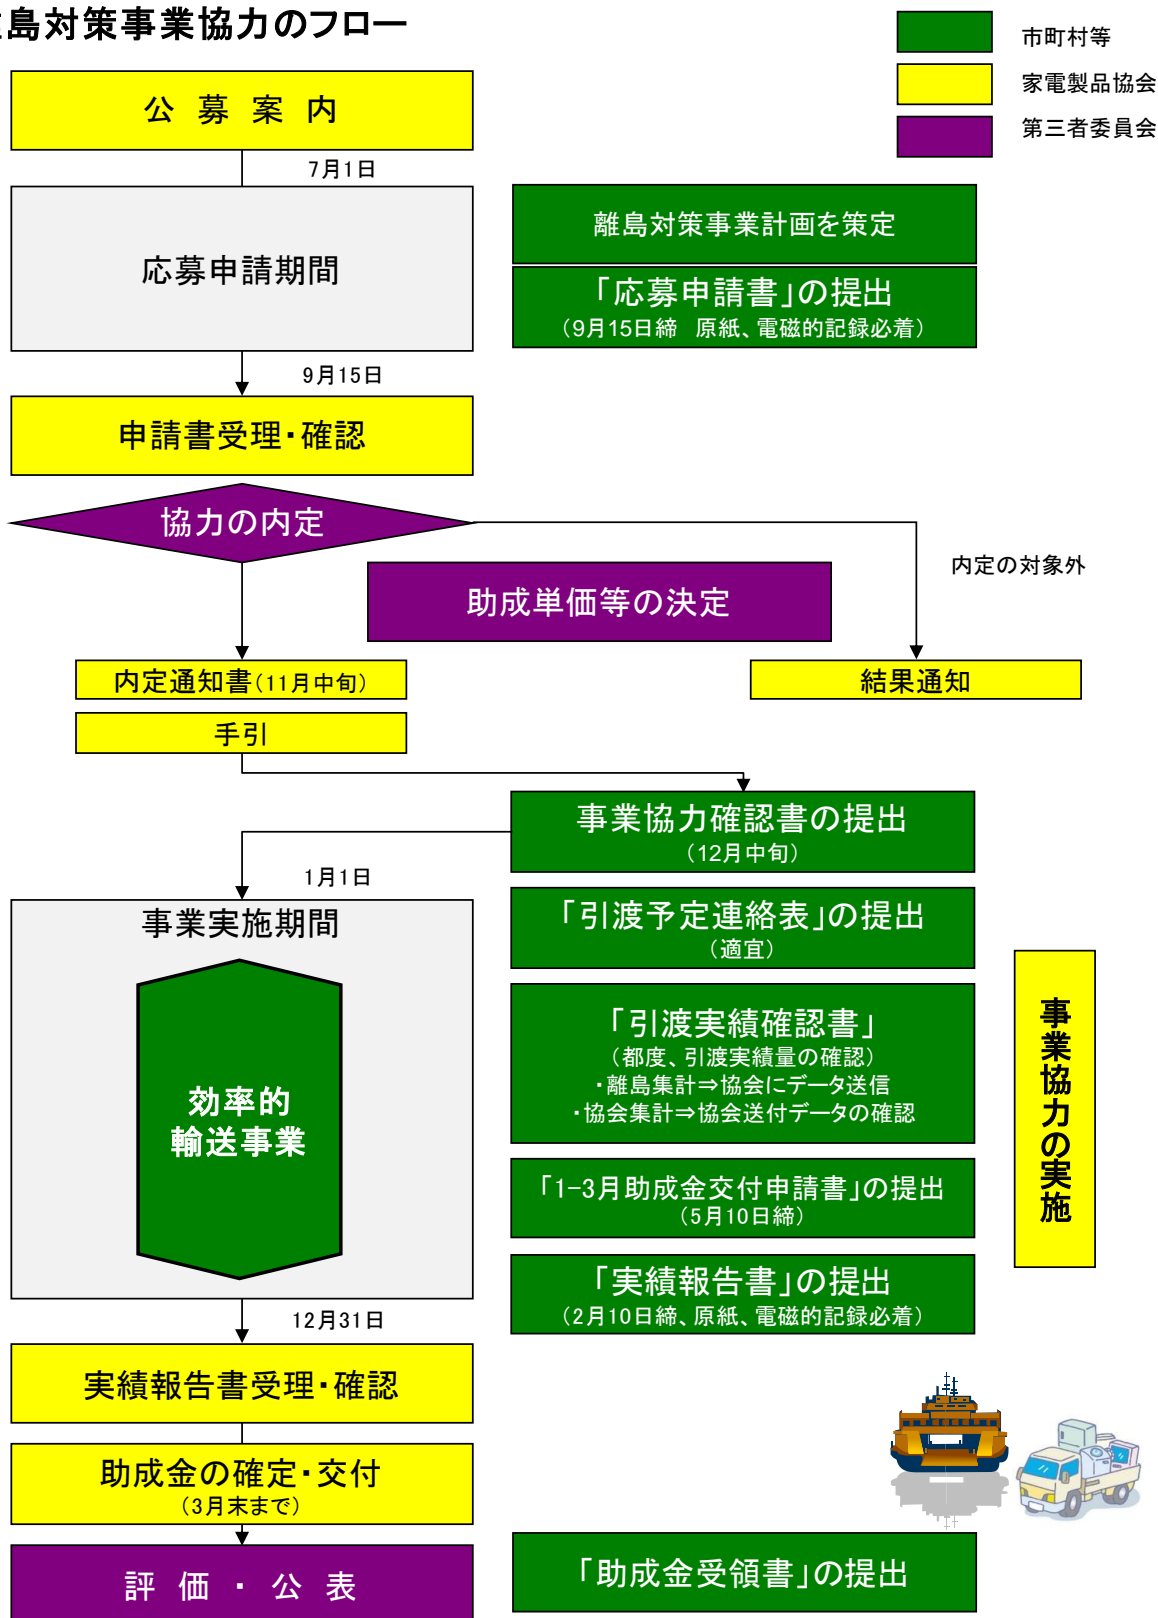 島対策事業協力のフロー
市町村等
家電製品協会
第三者委員会
公 募 案 内
7月1日
応募申請期間
離島対策事業計画を策定
「応募申請書」の提出
(9月15日締 原紙、電磁的記録必着)
9月15日
申請書受理・確認
協力の内定
内定の対象外
助成単価等の決定
内定通知書(11月中旬)
結果通知
手引
事業協力確認書の提出
(12月中旬)
1月1日
事業実施期間
効率的
輸送事業
「引渡予定連絡表」の提出
(適宜)
「引渡実績確認書」
(都度、引渡実績量の確認)
・離島集計⇒協会にデータ送信
・協会集計⇒協会送付データの確認
「1-3月助成金交付申請書」の提出
(5月10日締)
「実績報告書」の提出
(2月10日締、原紙、電磁的記録必着)
事業協力の実施
12月31日
実績報告書受理・確認
助成金の確定・交付
(3月末まで)
評 価 ・ 公 表
「助成金受領書」の提出